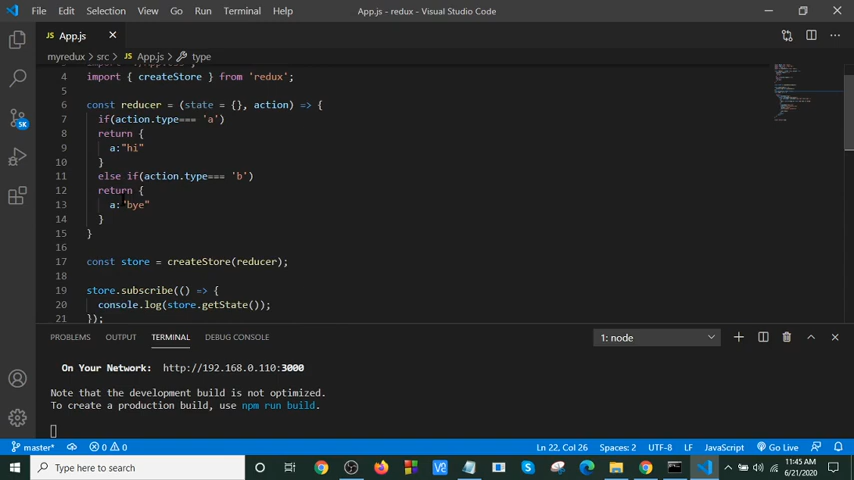 File Edit Selection View Go Run Terminal Help App.js - redux - Visual Studio Code
JS App.js
myredux > src > JS App.js > type
4 import { createStore } from 'redux';
5
6 const reducer = (state = {}, action) => {
7 if(action.type=== 'a')
8 return {
9 a:"hi"
10 }
11 else if(action.type=== 'b')
12 return {
13 a:"bye"
14 }
15 }
16
17 const store = createStore(reducer);
18
19 store.subscribe(() => {
20 console.log(store.getState());
21 });
5K
PROBLEMS OUTPUT TERMINAL DEBUG CONSOLE 1: node
On Your Network: http://192.168.0.110:3000
Note that the development build is not optimized.
To create a production build, use npm run build.
master* 0 0 Ln 22, Col 26 Spaces: 2 UTF-8 LF JavaScript Go Live
Type here to search
11:45 AM
6/21/2020